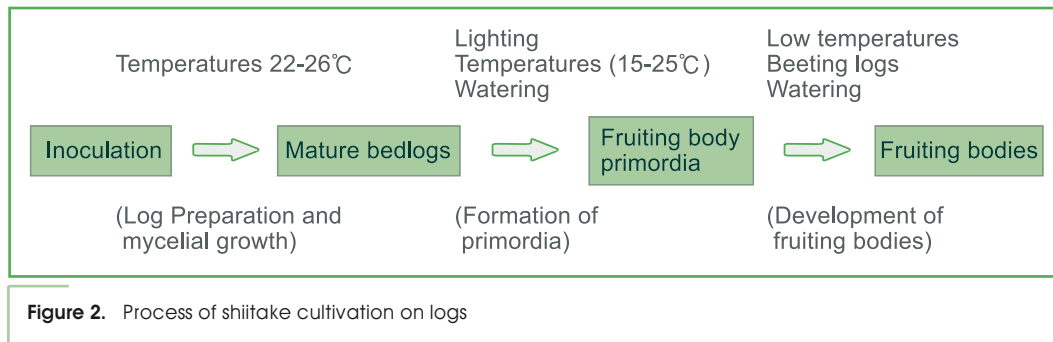 Temperatures 22-26℃
Lighting
Temperatures (15-25℃)
Watering
Low temperatures
Beeting logs
Watering
Inoculation
Mature bedlogs
Fruiting body
primordia
Fruiting bodies
(Log Preparation and
mycelial growth)
(Formation of
primordia)
(Development of
fruiting bodies)
Figure 2. Process of shiitake cultivation on logs